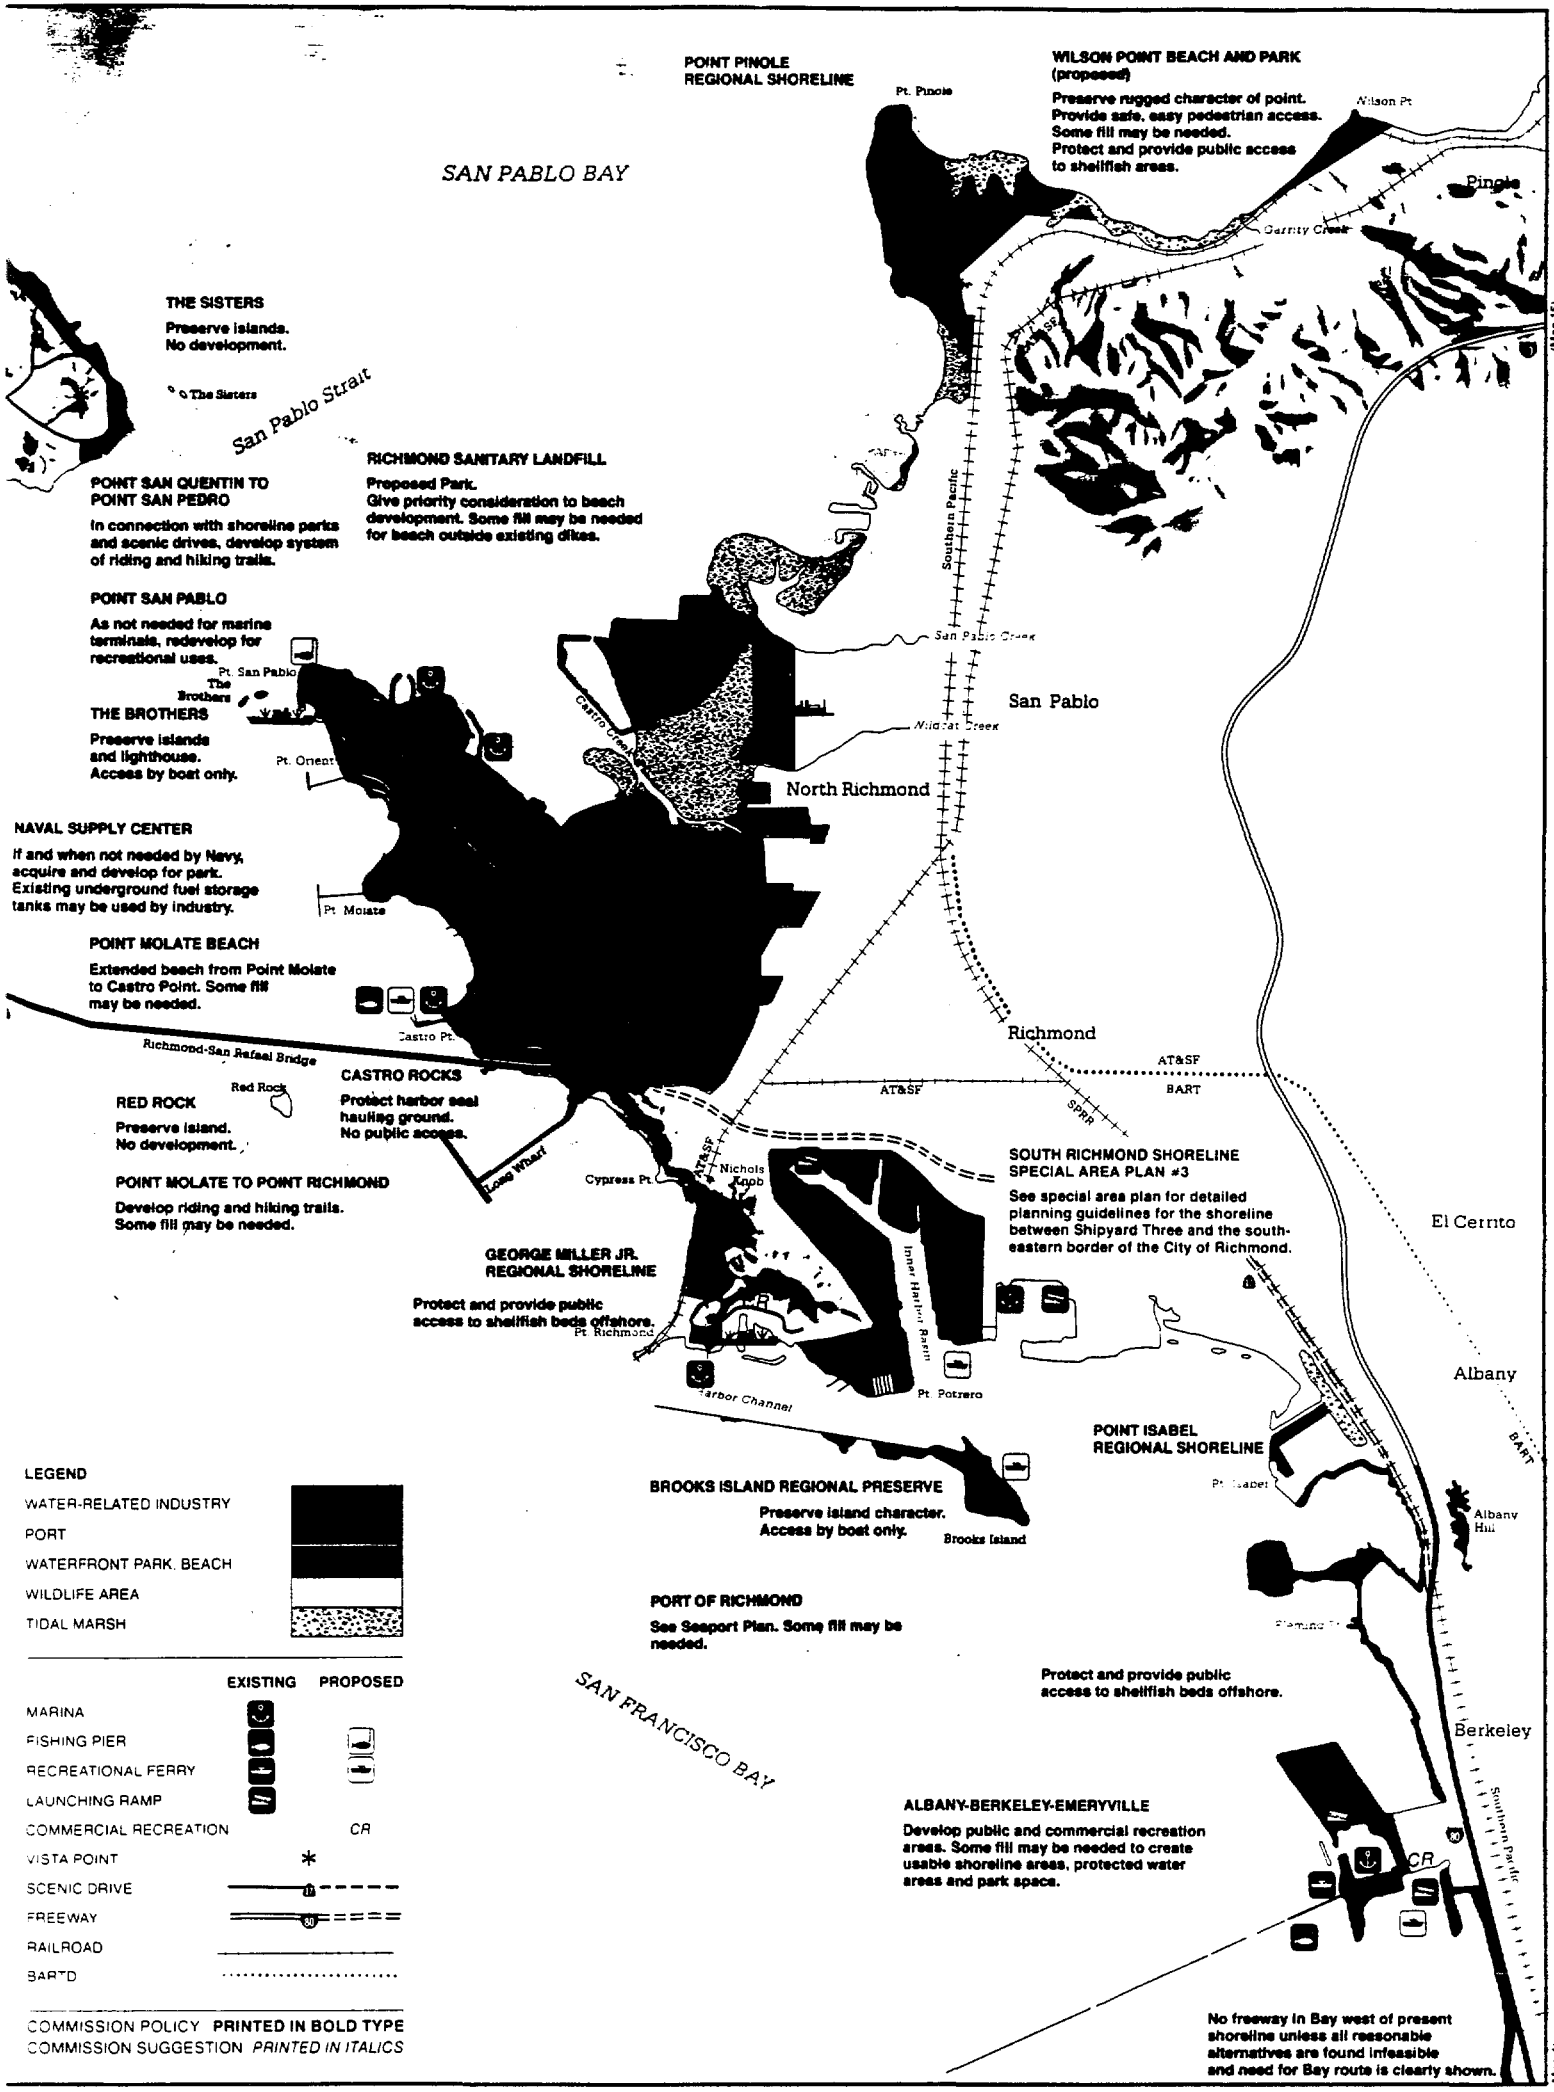 POINT PINOLE
REGIONAL SHORELINE
Pt. Pinole
WILSON POINT BEACH AND PARK
(proposed)
Preserve rugged character of point.
Provide safe, easy pedestrian access.
Some fill may be needed.
Protect and provide public access
to shellfish areas.
Wilson Pt
Pinole
Garrity Creek
SAN PABLO BAY
THE SISTERS
Preserve islands.
No development.
The Sisters
San Pablo Strait
AT&SF
RICHMOND SANITARY LANDFILL
Proposed Park.
Give priority consideration to beach
development. Some fill may be needed
for beach outside existing dikes.
POINT SAN QUENTIN TO
POINT SAN PEDRO
In connection with shoreline parks
and scenic drives, develop system
of riding and hiking trails.
Southern Pacific
POINT SAN PABLO
As not needed for marine
terminals, redevelop for
recreational uses.
Pt. San Pablo
The
Brothers
THE BROTHERS
Preserve islands
and lighthouse.
Access by boat only.
Pt. Orient
Castro Creek
San Pablo Creek
San Pablo
Wildcat Creek
North Richmond
NAVAL SUPPLY CENTER
If and when not needed by Navy,
acquire and develop for park.
Existing underground fuel storage
tanks may be used by industry.
Pt. Molate
POINT MOLATE BEACH
Extended beach from Point Molate
to Castro Point. Some fill
may be needed.
Castro Pt.
Richmond-San Rafael Bridge
Richmond
AT&SF
BART
AT&SF
SPRR
Red Rock
RED ROCK
Preserve island.
No development.
CASTRO ROCKS
Protect harbor seal
hauling ground.
No public access.
Long Wharf
POINT MOLATE TO POINT RICHMOND
Develop riding and hiking trails.
Some fill may be needed.
Cypress Pt.
AT&SF
Nichols
Knob
SOUTH RICHMOND SHORELINE
SPECIAL AREA PLAN #3
See special area plan for detailed
planning guidelines for the shoreline
between Shipyard Three and the south-
eastern border of the City of Richmond.
El Cerrito
GEORGE MILLER JR.
REGIONAL SHORELINE
Protect and provide public
access to shellfish beds offshore.
Pt. Richmond
Inner Harbor Basin
Pt. Potrero
Harbor Channel
Albany
BART
POINT ISABEL
REGIONAL SHORELINE
Pt. Isabel
Albany
Hill
BROOKS ISLAND REGIONAL PRESERVE
Preserve island character.
Access by boat only.
Brooks Island
PORT OF RICHMOND
See Seaport Plan. Some fill may be
needed.
Fleming Pt.
Protect and provide public
access to shellfish beds offshore.
SAN FRANCISCO BAY
Berkeley
Southern Pacific
80
ALBANY-BERKELEY-EMERYVILLE
Develop public and commercial recreation
areas. Some fill may be needed to create
usable shoreline areas, protected water
areas and park space.
CR
No freeway in Bay west of present
shoreline unless all reasonable
alternatives are found infeasible
and need for Bay route is clearly shown.
LEGEND
WATER-RELATED INDUSTRY
PORT
WATERFRONT PARK, BEACH
WILDLIFE AREA
TIDAL MARSH
EXISTING PROPOSED
MARINA
FISHING PIER
RECREATIONAL FERRY
LAUNCHING RAMP
COMMERCIAL RECREATION CR
VISTA POINT
SCENIC DRIVE
FREEWAY 80
RAILROAD
BARTD
COMMISSION POLICY PRINTED IN BOLD TYPE
COMMISSION SUGGESTION PRINTED IN ITALICS